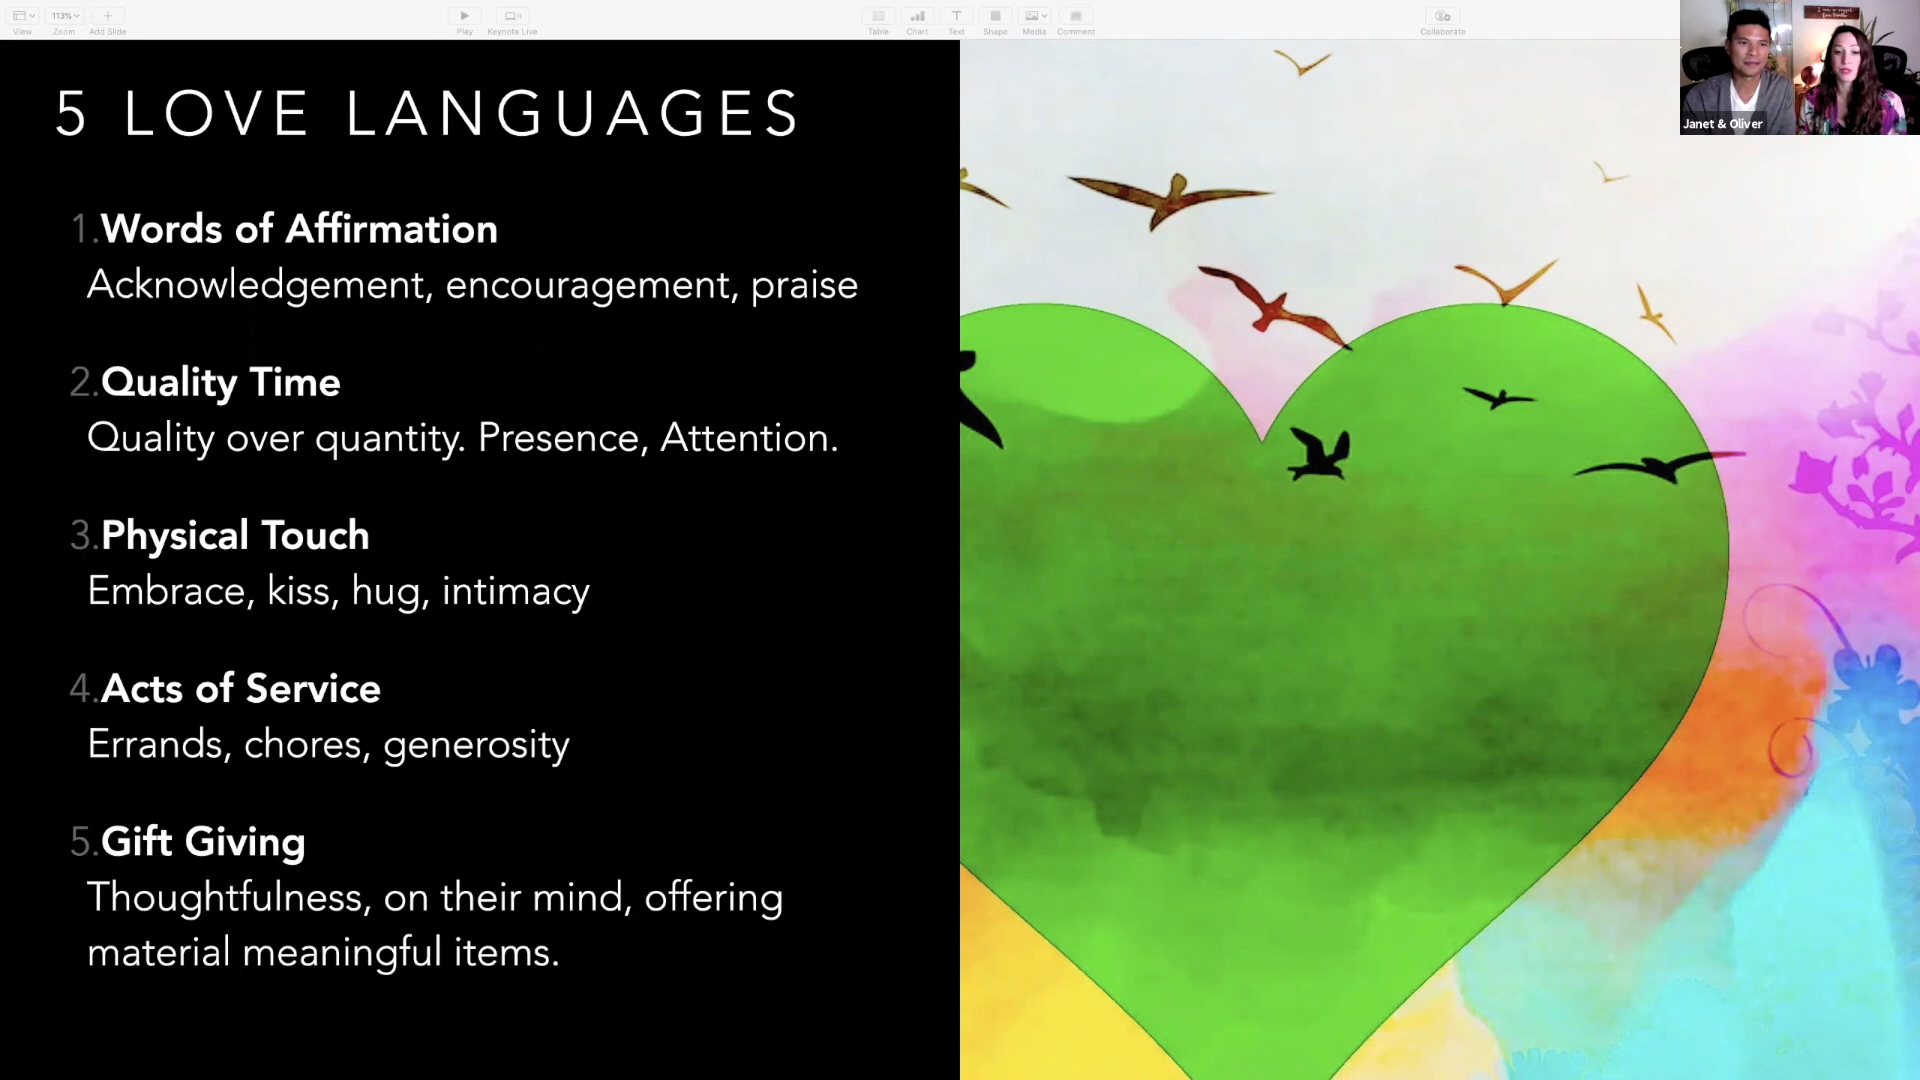 View
113%
Zoom
Add Slide
Play
Keynote Live
Table
Chart
Text
Shape
Media
Comment
Collaborate
Janet & Oliver
5 LOVE LANGUAGES
1.Words of Affirmation
Acknowledgement, encouragement, praise
2.Quality Time
Quality over quantity. Presence, Attention.
3.Physical Touch
Embrace, kiss, hug, intimacy
4.Acts of Service
Errands, chores, generosity
5.Gift Giving
Thoughtfulness, on their mind, offering
material meaningful items.